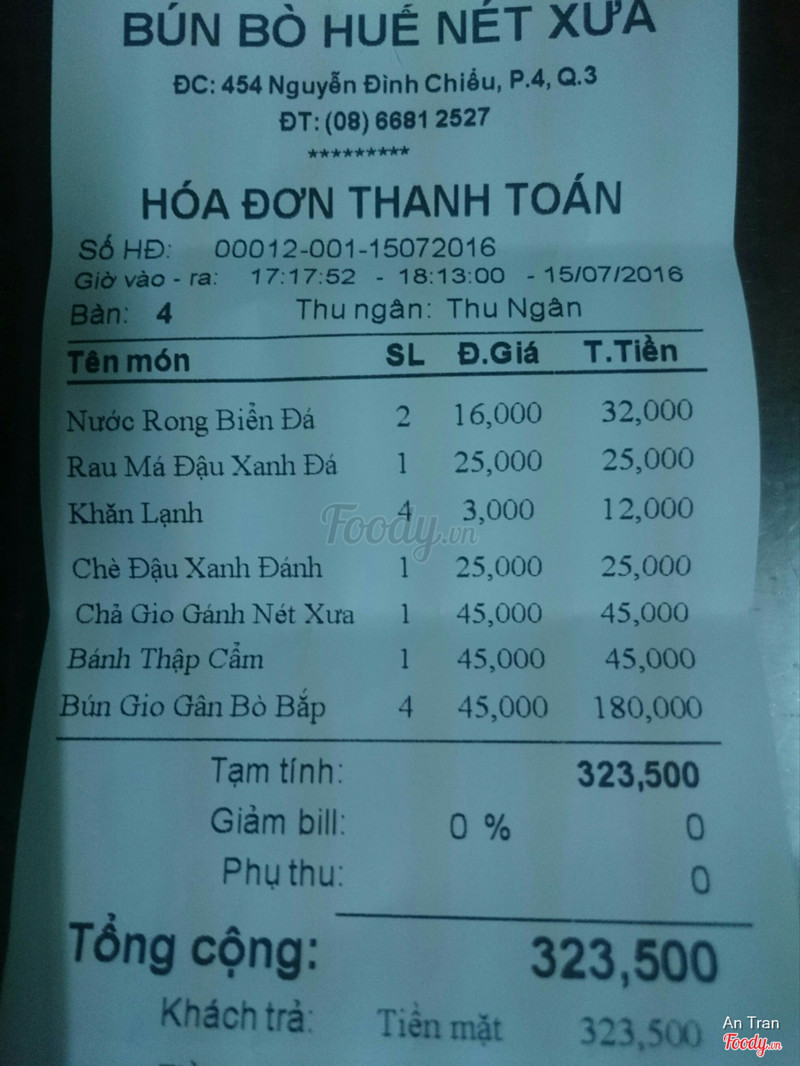 BÚN BÒ HUẾ NÉT XƯA
ĐC: 454 Nguyễn Đình Chiểu, P.4, Q.3
ĐT: (08) 6681 2527
*********
HÓA ĐƠN THANH TOÁN
Số HĐ: 00012-001-15072016
Giờ vào - ra: 17:17:52 - 18:13:00 - 15/07/2016
Bàn: 4 Thu ngân: Thu Ngân
Tên món SL Đ.Giá T.Tiền
Nước Rong Biển Đá 2 16,000 32,000
Rau Má Đậu Xanh Đá 1 25,000 25,000
Khăn Lạnh 4 3,000 12,000
Foody.vn
Chè Đậu Xanh Đánh 1 25,000 25,000
Chả Gio Gánh Nét Xưa 1 45,000 45,000
Bánh Thập Cẩm 1 45,000 45,000
Bún Gio Gân Bò Bắp 4 45,000 180,000
Tạm tính: 323,500
Giảm bill: 0 % 0
Phụ thu: 0
Tổng cộng: 323,500
Khách trả: Tiền mặt 323,500
An Tran
Foody.vn